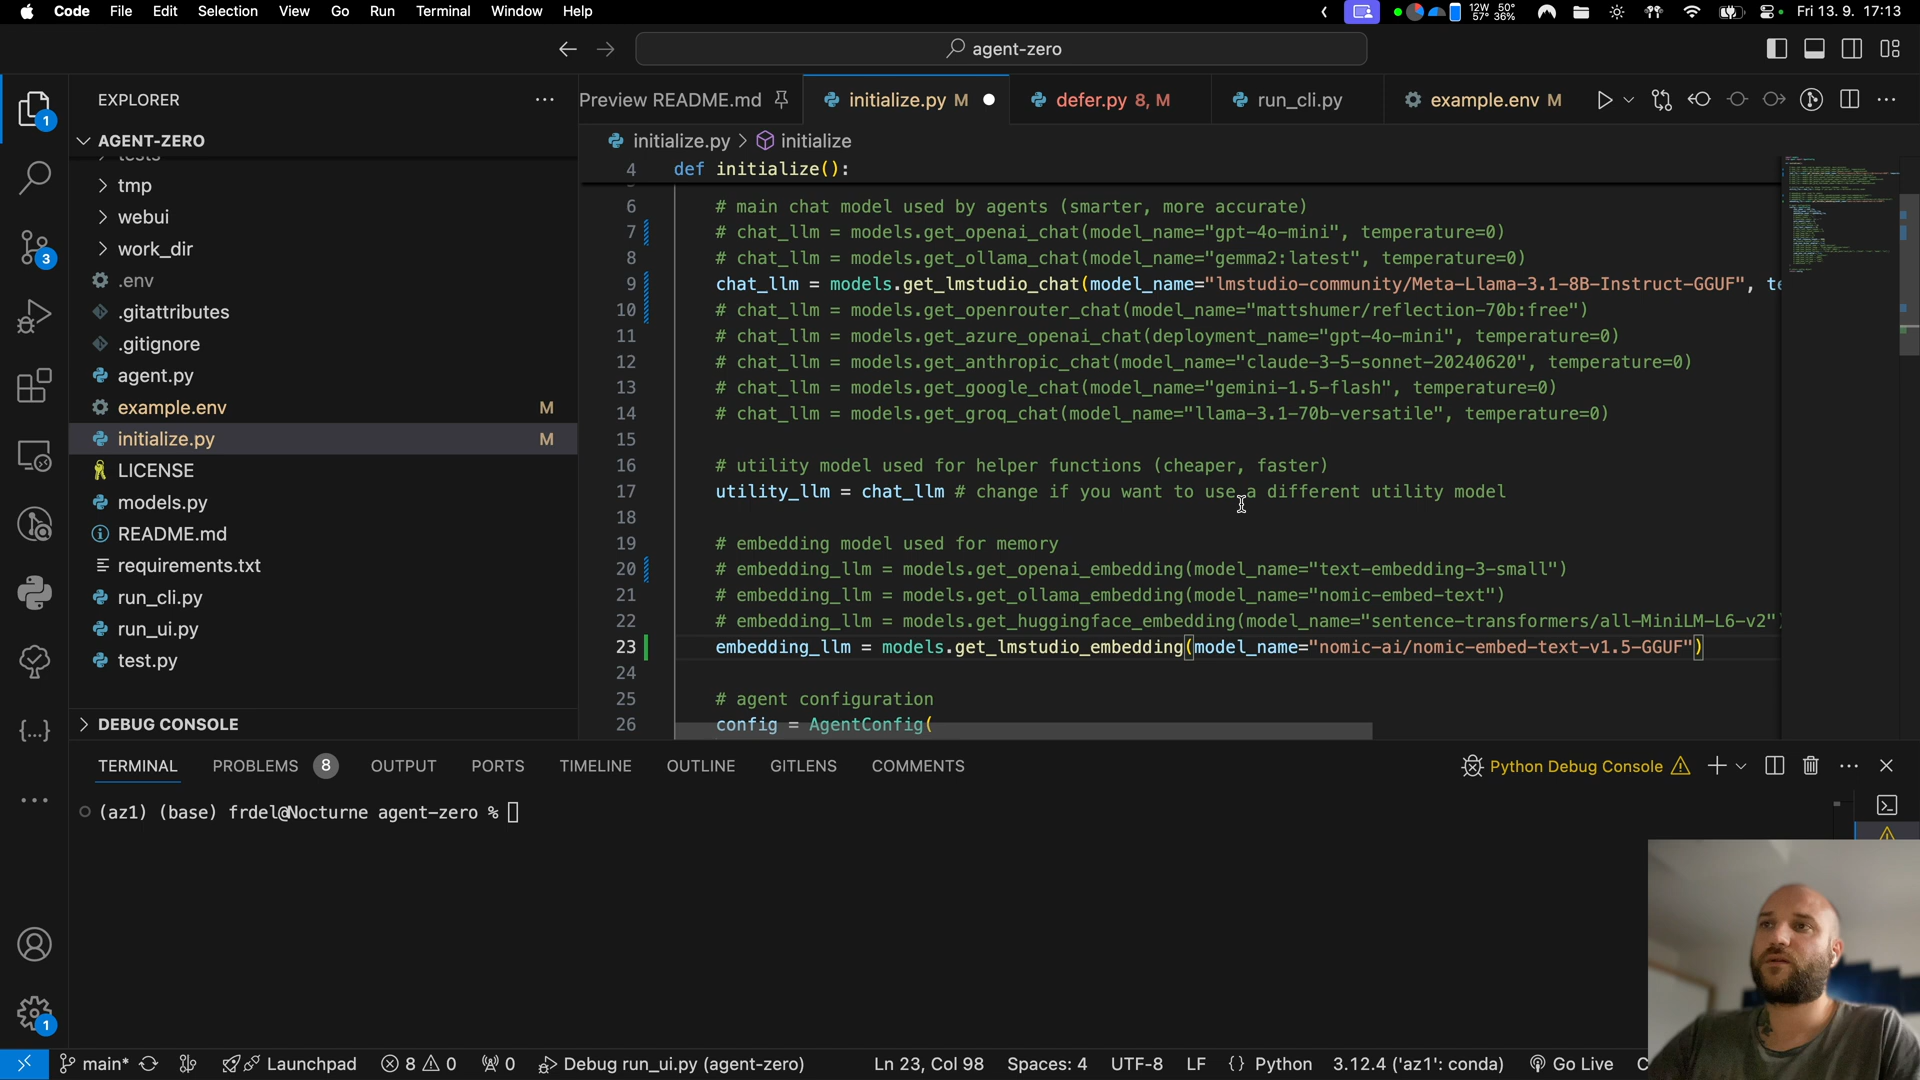 Code File Edit Selection View Go Run Terminal Window Help
12W 50°
57° 36%
Fri 13. 9. 17:13
agent-zero
EXPLORER
Preview README.md
initialize.py M
defer.py 8, M
run_cli.py
example.env M
AGENT-ZERO
initialize.py > initialize
tests
tmp
webui
work_dir
.env
.gitattributes
.gitignore
agent.py
example.env M
initialize.py M
LICENSE
models.py
README.md
requirements.txt
run_cli.py
run_ui.py
test.py
DEBUG CONSOLE
1
3
1
4 def initialize():
6 # main chat model used by agents (smarter, more accurate)
7 # chat_llm = models.get_openai_chat(model_name="gpt-4o-mini", temperature=0)
8 # chat_llm = models.get_ollama_chat(model_name="gemma2:latest", temperature=0)
9 chat_llm = models.get_lmstudio_chat(model_name="lmstudio-community/Meta-Llama-3.1-8B-Instruct-GGUF", te
10 # chat_llm = models.get_openrouter_chat(model_name="mattshumer/reflection-70b:free")
11 # chat_llm = models.get_azure_openai_chat(deployment_name="gpt-4o-mini", temperature=0)
12 # chat_llm = models.get_anthropic_chat(model_name="claude-3-5-sonnet-20240620", temperature=0)
13 # chat_llm = models.get_google_chat(model_name="gemini-1.5-flash", temperature=0)
14 # chat_llm = models.get_groq_chat(model_name="llama-3.1-70b-versatile", temperature=0)
15
16 # utility model used for helper functions (cheaper, faster)
17 utility_llm = chat_llm # change if you want to use a different utility model
18
19 # embedding model used for memory
20 # embedding_llm = models.get_openai_embedding(model_name="text-embedding-3-small")
21 # embedding_llm = models.get_ollama_embedding(model_name="nomic-embed-text")
22 # embedding_llm = models.get_huggingface_embedding(model_name="sentence-transformers/all-MiniLM-L6-v2")
23 embedding_llm = models.get_lmstudio_embedding(model_name="nomic-ai/nomic-embed-text-v1.5-GGUF")
24
25 # agent configuration
26 config = AgentConfig(
TERMINAL PROBLEMS 8 OUTPUT PORTS TIMELINE OUTLINE GITLENS COMMENTS
Python Debug Console
(az1) (base) frdel@Nocturne agent-zero %
main* Launchpad 8 0 0 Debug run_ui.py (agent-zero) Ln 23, Col 98 Spaces: 4 UTF-8 LF {} Python 3.12.4 ('az1': conda) Go Live